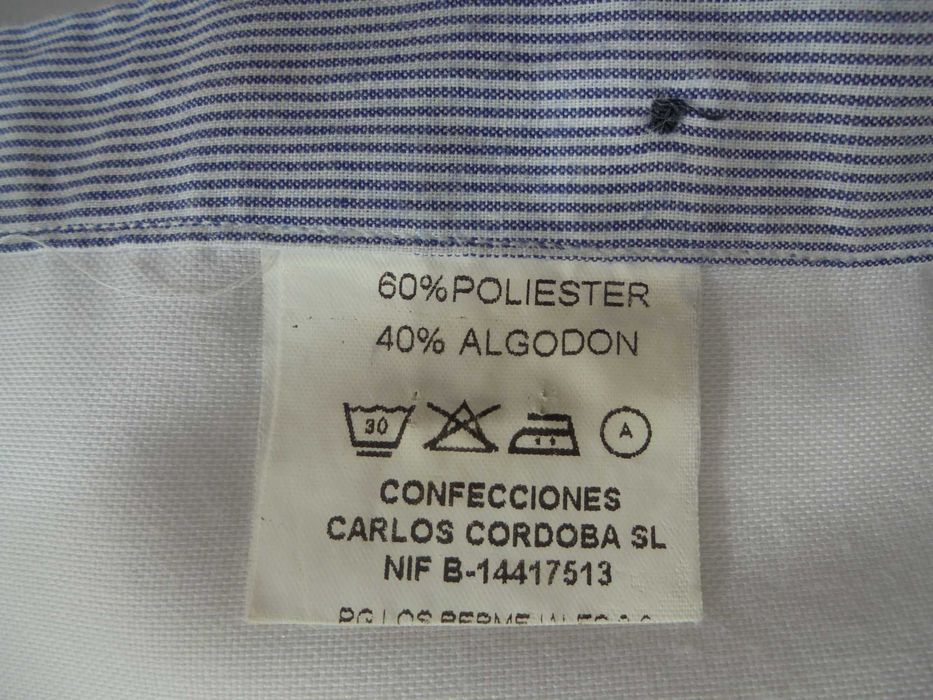 60%POLIESTER
40% ALGODON
30 A
CONFECCIONES
CARLOS CORDOBA SL
NIF B-14417513